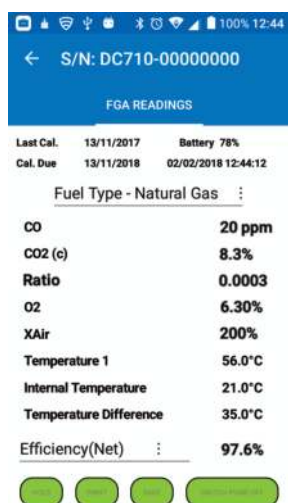 100% 12:44
S/N: DC710-00000000
FGA READINGS
Last Cal. 13/11/2017 Battery 78%
Cal. Due 13/11/2018 02/02/2018 12:44:12
Fuel Type - Natural Gas
CO 20 ppm
CO2 (c) 8.3%
Ratio 0.0003
O2 6.30%
XAir 200%
Temperature 1 56.0°C
Internal Temperature 21.0°C
Temperature Difference 35.0°C
Efficiency(Net) 97.6%